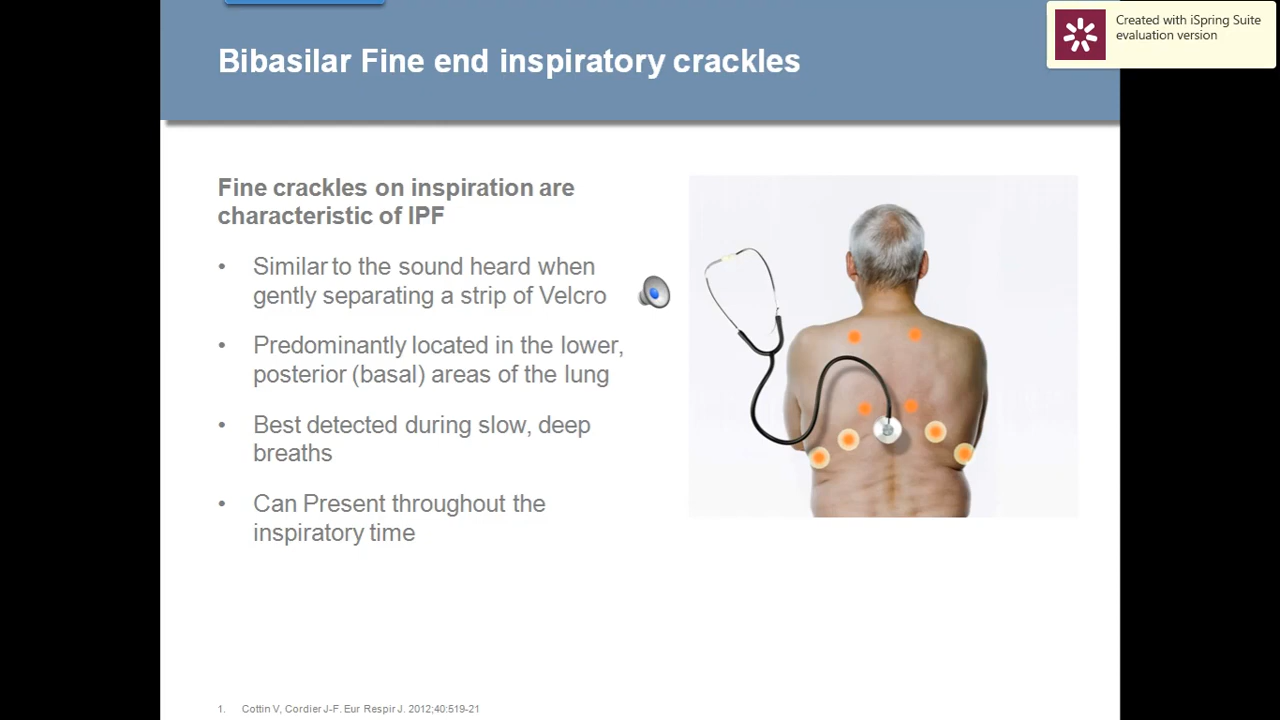 Created with iSpring Suite
evaluation version
Bibasilar Fine end inspiratory crackles
Fine crackles on inspiration are
characteristic of IPF
• Similar to the sound heard when
gently separating a strip of Velcro
• Predominantly located in the lower,
posterior (basal) areas of the lung
• Best detected during slow, deep
breaths
• Can Present throughout the
inspiratory time
1. Cottin V, Cordier J-F. Eur Respir J. 2012;40:519-21